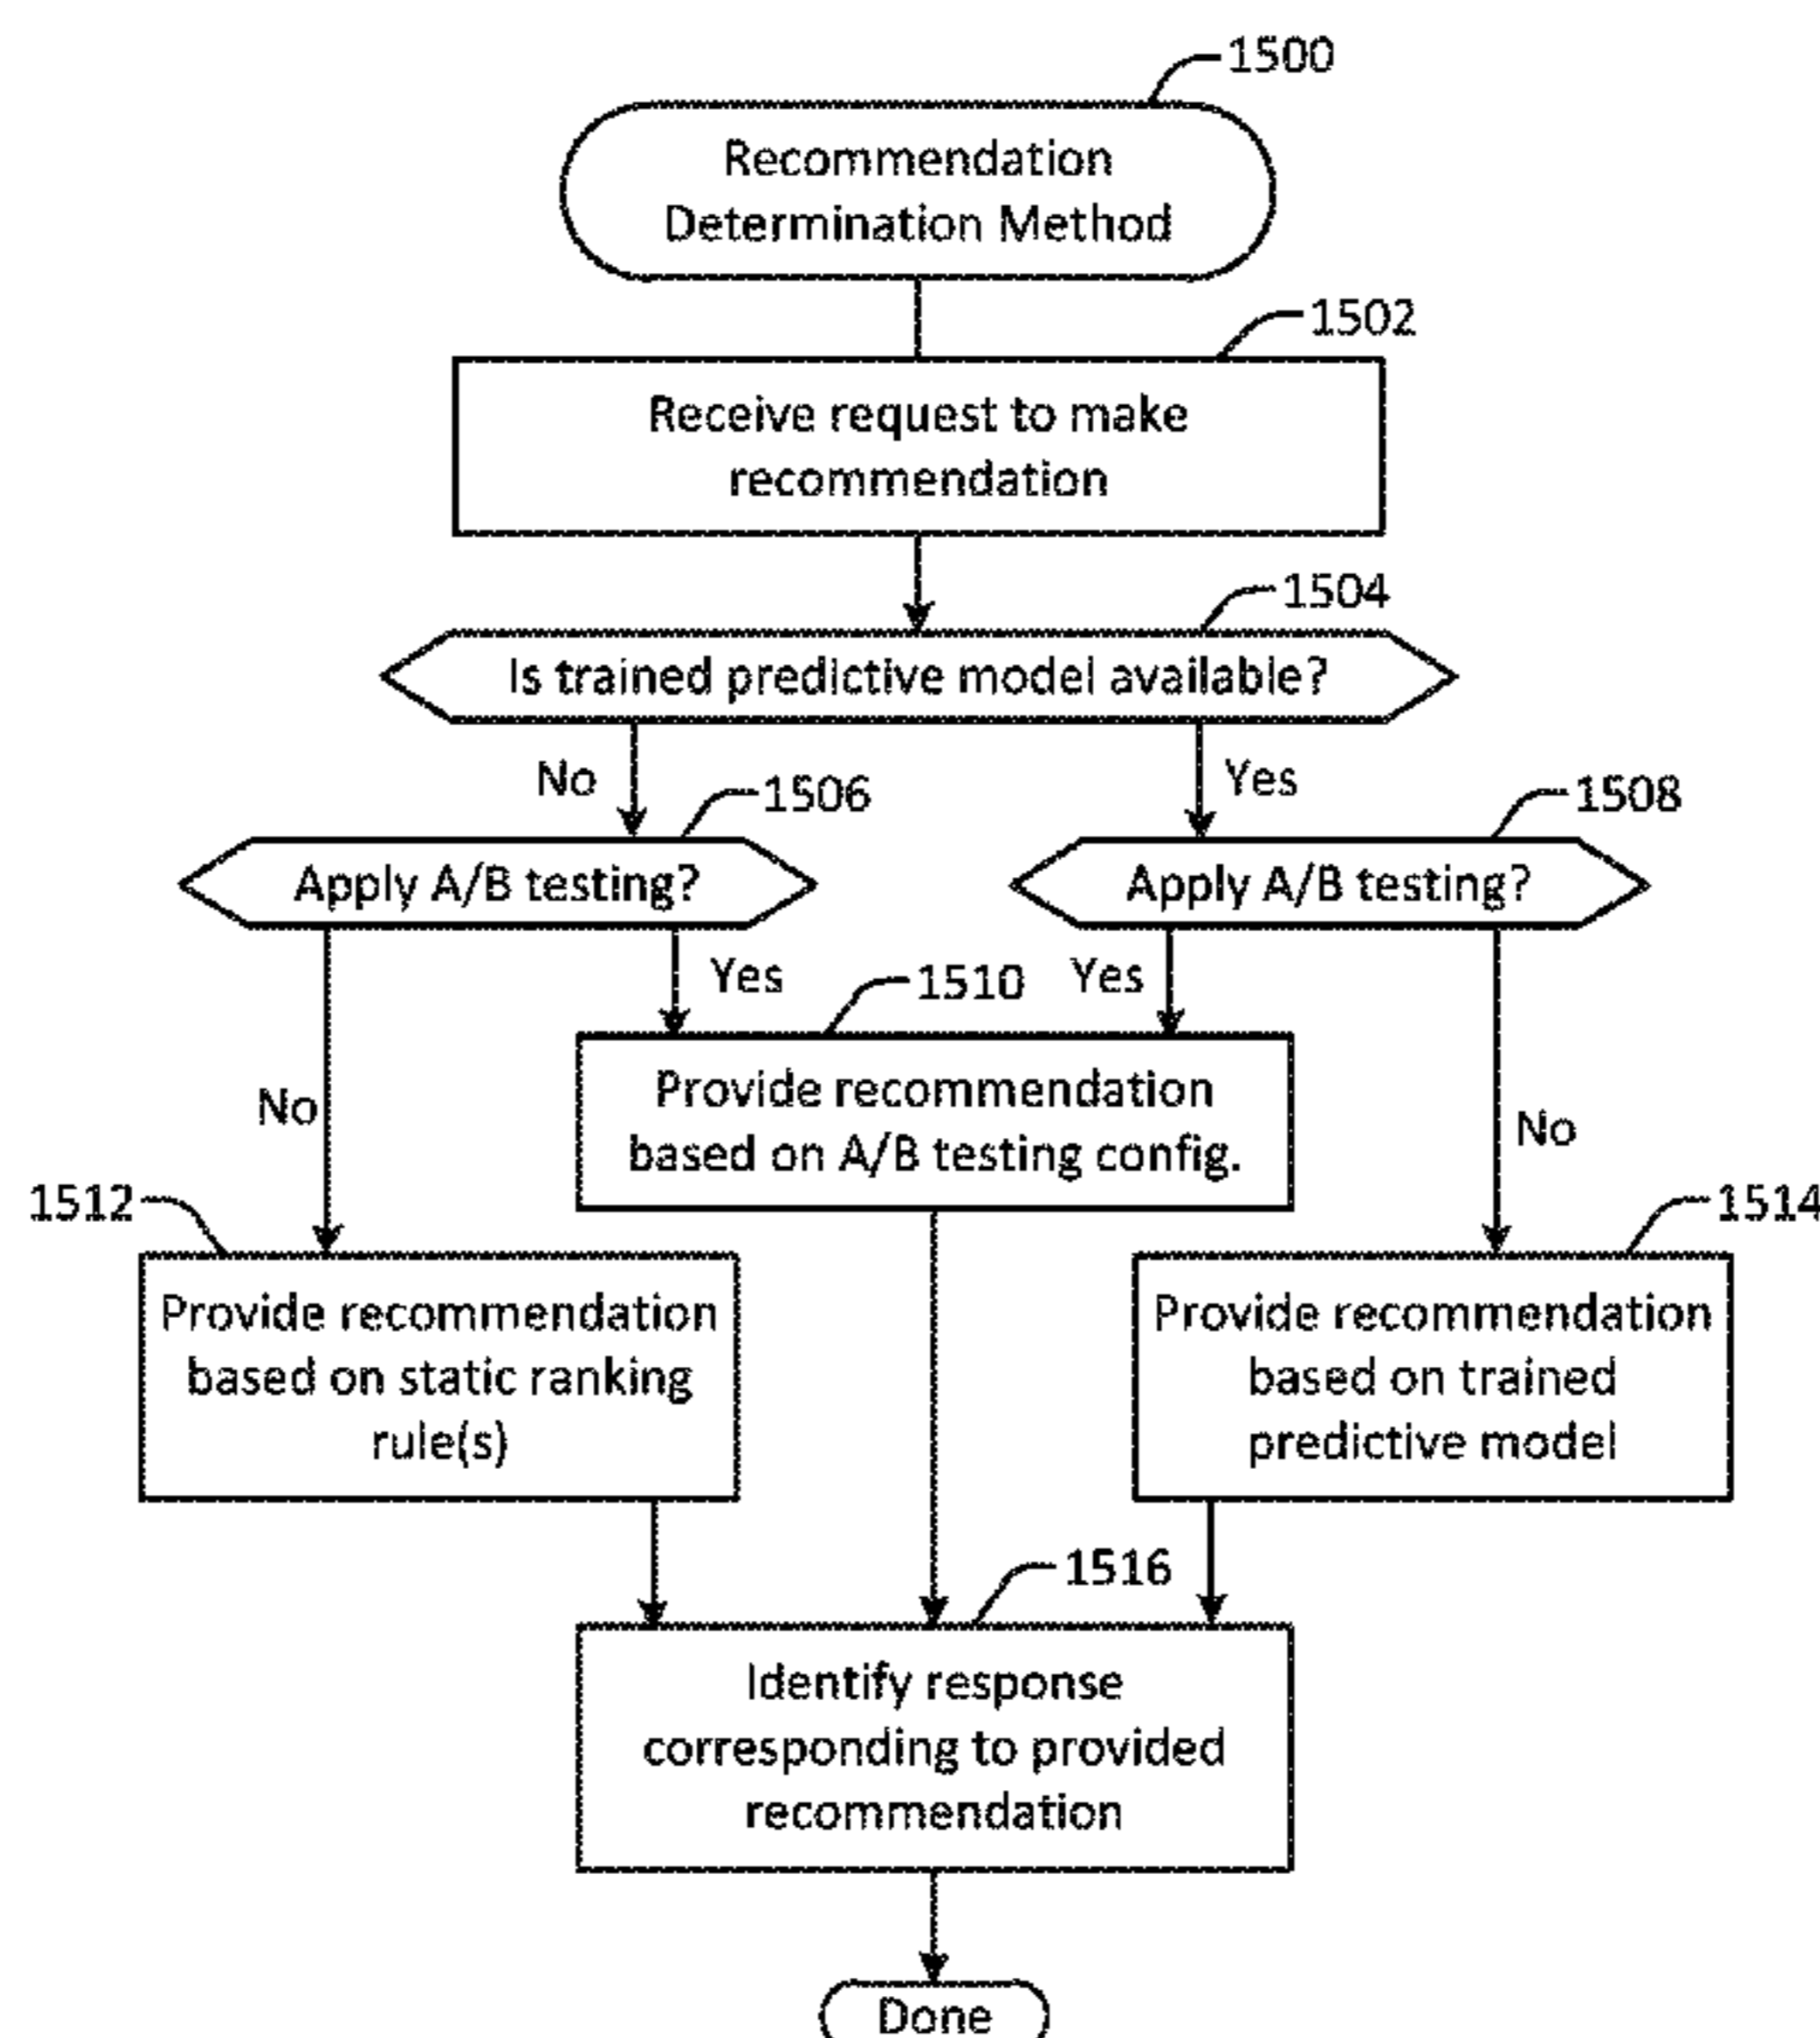 1500
Recommendation
Determination Method
1502
Receive request to make
recommendation
1504
Is trained predictive model available?
No
Yes
1506
1508
Apply A/B testing?
Apply A/B testing?
Yes
1510
Yes
Provide recommendation
based on A/B testing config.
No
No
1512
1514
Provide recommendation
based on static ranking
rule(s)
Provide recommendation
based on trained
predictive model
1516
Identify response
corresponding to provided
recommendation
Done